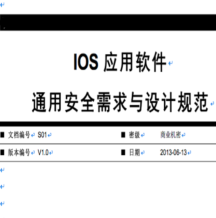 IOS 应用软件
通用安全需求与设计规范
■ 文档编号 S01 ■ 密级 商业机密
■ 版本编号 V1.0 ■ 日期 2013-06-13